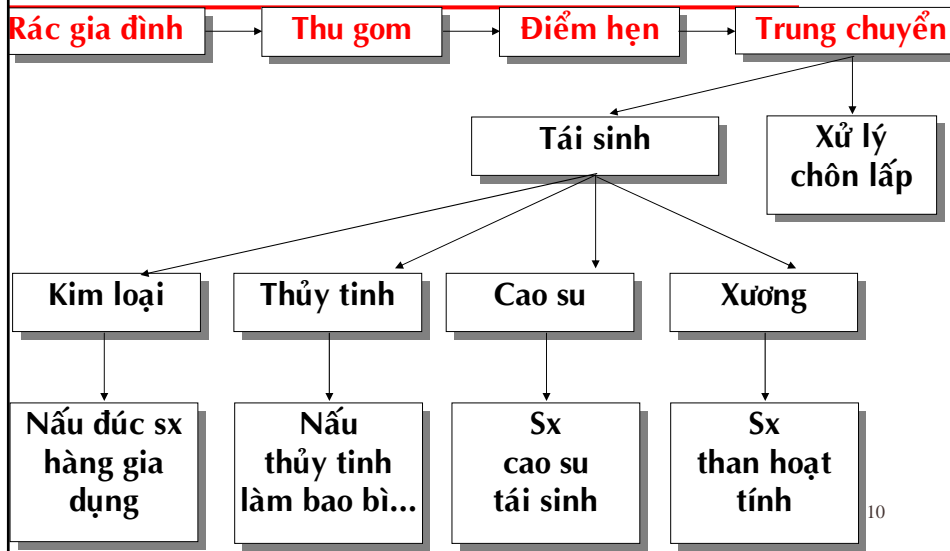 Rác gia đình
Thu gom
Điểm hẹn
Trung chuyển
Tái sinh
Xử lý
chôn lấp
Kim loại
Thủy tinh
Cao su
Xương
Nấu đúc sx
hàng gia
dụng
Nấu
thủy tinh
làm bao bì...
Sx
cao su
tái sinh
Sx
than hoạt
tính
10